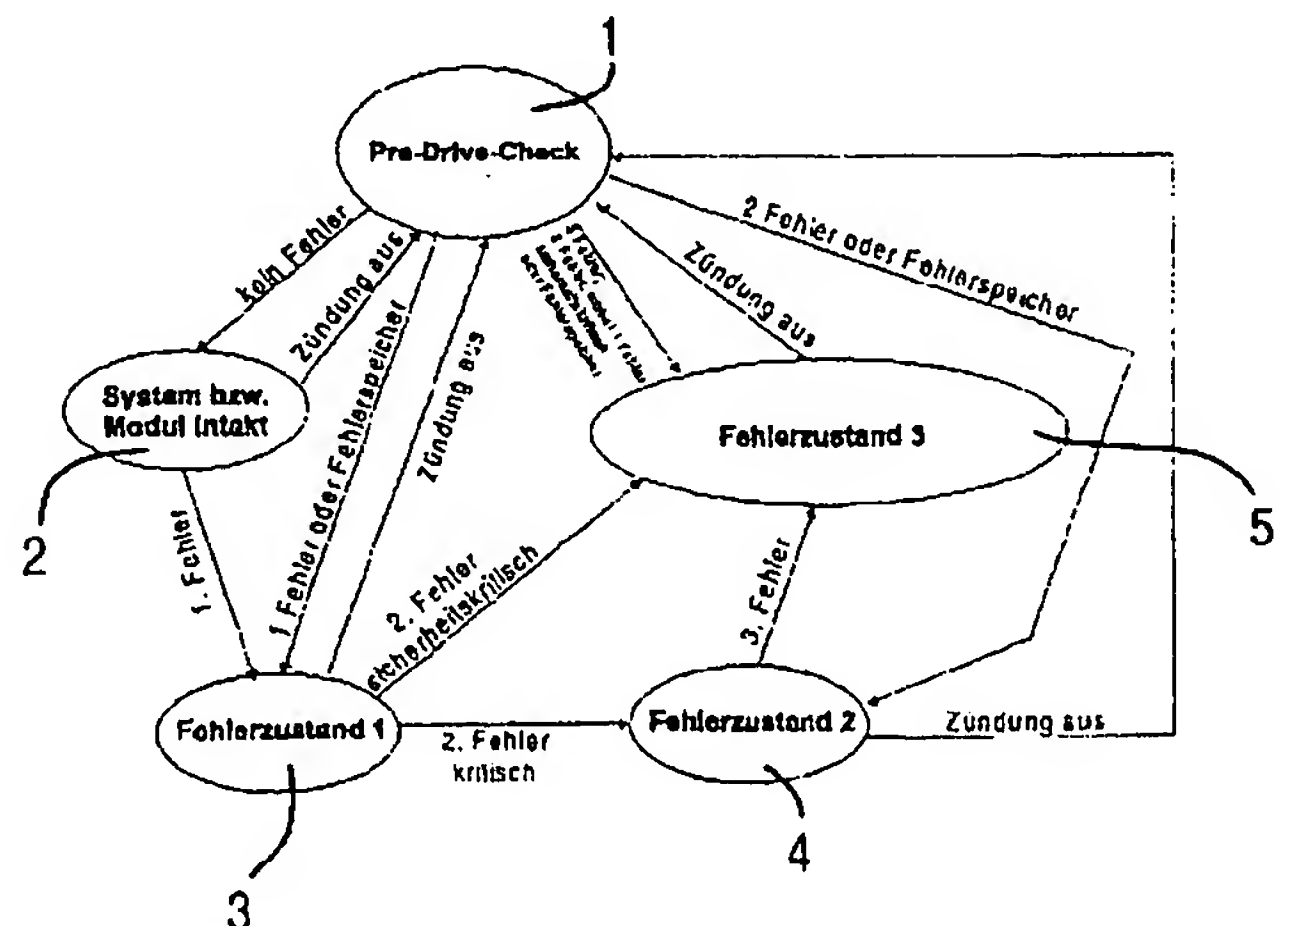 1
Pre-Drive-Check
kein Fehler
Zündung aus
1 Fehler oder Fehlerspeicher
Zündung aus
Zündung aus
2 Fehler oder Fehlerspeicher
System bzw.
Modul intakt
2
Fehlerzustand 3
5
1. Fehler
2. Fehler
sicherheitskritisch
3. Fehler
Fehlerzustand 1
2. Fehler
kritisch
Fehlerzustand 2
Zündung aus
4
3